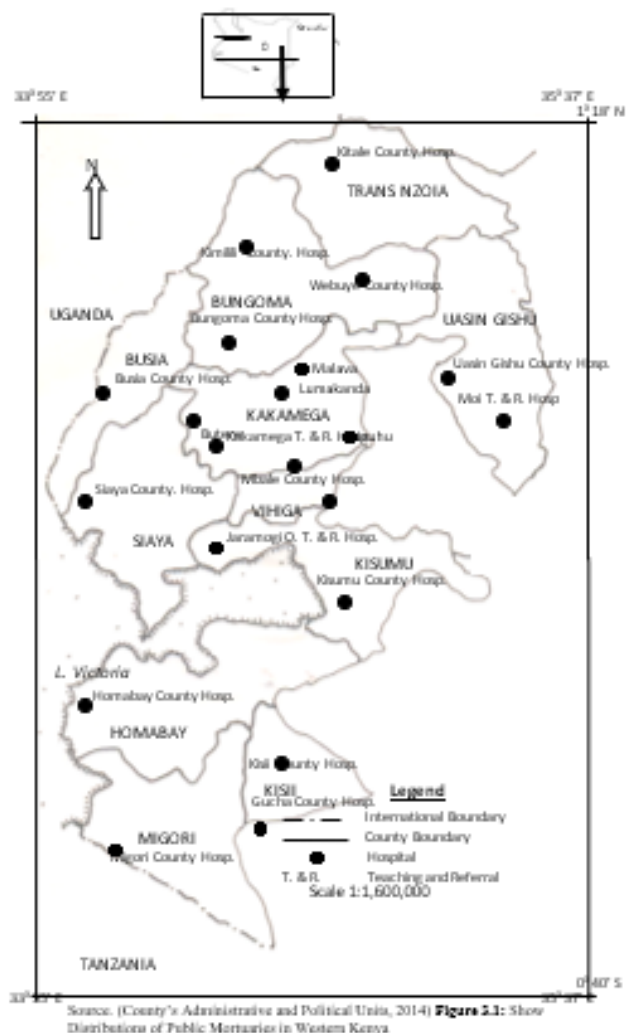 33°55' E
35°37' E
1°18' N
N
Kitale County Hosp.
TRANS NZOIA
Kimilili County. Hosp.
Webuye County Hosp.
BUNGOMA
UGANDA
Bungoma County Hosp.
UASIN GISHU
BUSIA
Uasin Gishu County Hosp.
Malava
Busia County Hosp.
Lumakanda
Moi T. & R. Hosp
KAKAMEGA
Kakamega T. & R.
Mbale County Hosp.
Siaya County. Hosp.
VIHIGA
SIAYA
Jaramogi O. T. & R. Hosp.
KISUMU
Kisumu County Hosp.
L. Victoria
Homabay County Hosp.
HOMABAY
Kisii County Hosp.
KISII
Legend
Gucha County Hosp.
International Boundary
MIGORI
County Boundary
Migori County Hosp.
Hospital
T. & R. Teaching and Referral
Scale 1:1,600,000
TANZANIA
0°40' S
Source. (County's Administrative and Political Units, 2014) Figure 3.1: Show
Distributions of Public Mortuaries in Western Kenya